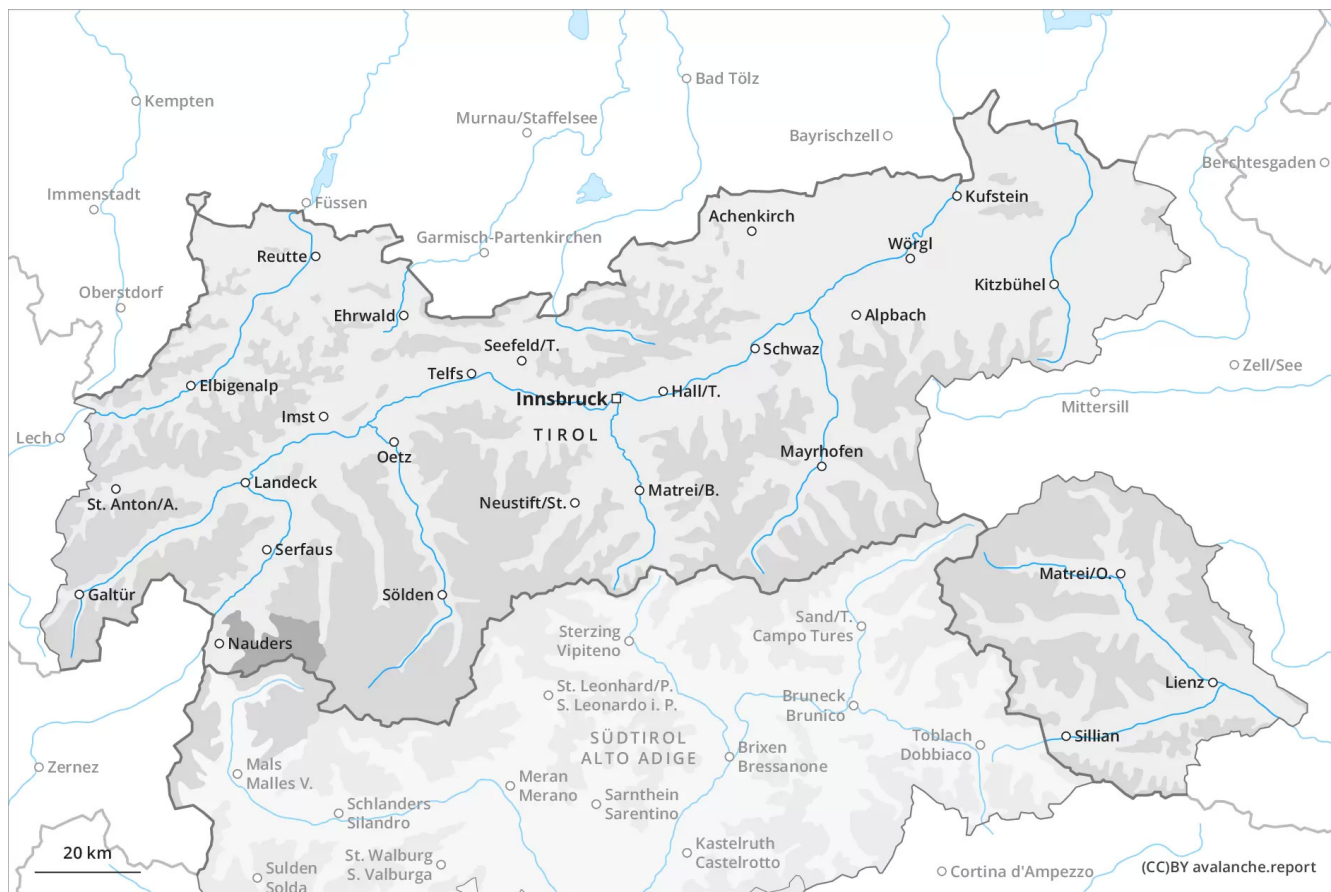 Kempten
Bad Tölz
Murnau/Staffelsee
Bayrischzell
Berchtesgaden
Immenstadt
Füssen
Kufstein
Achenkirch
Garmisch-Partenkirchen
Wörgl
Reutte
Kitzbühel
Oberstdorf
Ehrwald
Alpbach
Seefeld/T.
Schwaz
Zell/See
Telfs
Elbigenalp
Innsbruck
Hall/T.
Mittersill
Imst
TIROL
Lech
Oetz
Mayrhofen
Landeck
Matrei/B.
St. Anton/A.
Neustift/St.
Serfaus
Matrei/O.
Galtür
Sölden
Sand/T.
Campo Tures
Sterzing
Vipiteno
Nauders
Lienz
St. Leonhard/P.
S. Leonardo i. P.
Bruneck
Brunico
SÜDTIROL
ALTO ADIGE
Toblach
Dobbiaco
Sillian
Brixen
Bressanone
Zernez
Mals
Malles V.
Meran
Merano
Sarnthein
Sarentino
Schlanders
Silandro
Kastelruth
Castelrotto
20 km
St. Walburg
S. Valburga
Sulden
Solda
Cortina d'Ampezzo
(CC)BY avalanche.report